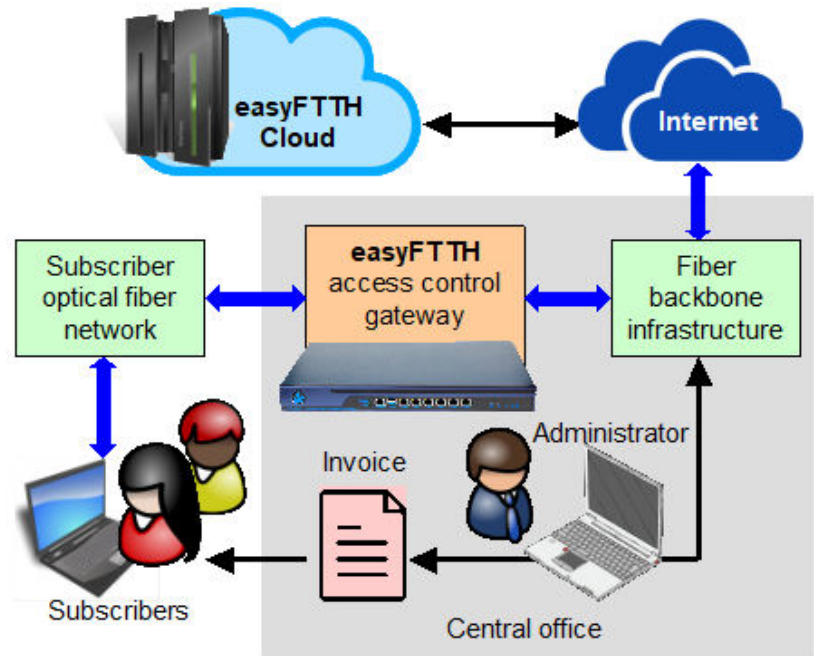 easyFTTH
Cloud
Internet
Subscriber
optical fiber
network
easyFTTH
access control
gateway
Fiber
backbone
infrastructure
Administrator
Invoice
Subscribers
Central office